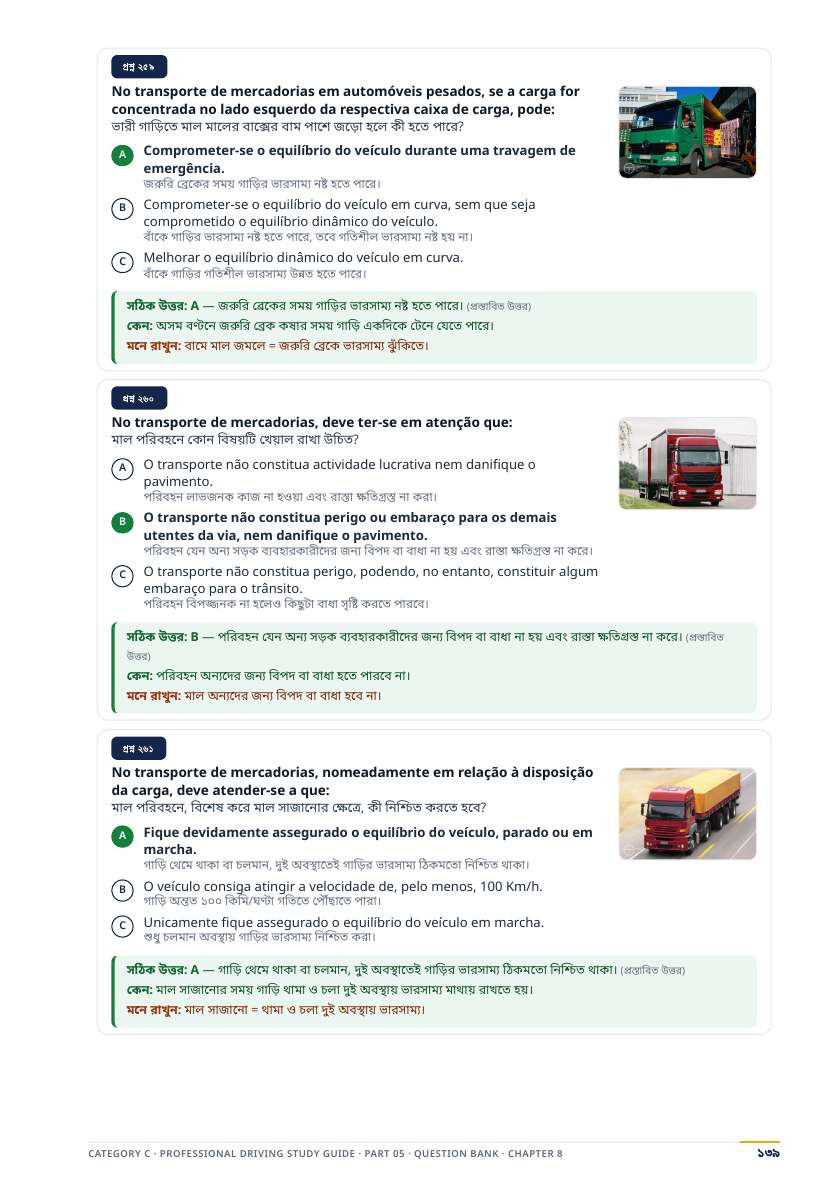 প্রশ্ন ২৫৯
No transporte de mercadorias em automóveis pesados, se a carga for
concentrada no lado esquerdo da respectiva caixa de carga, pode:
ভারী গাড়িতে মাল মালের বাক্সের বাম পাশে জড়ো হলে কী হতে পারে?
A Comprometer-se o equilíbrio do veículo durante uma travagem de
emergência.
জরুরি ব্রেকের সময় গাড়ির ভারসাম্য নষ্ট হতে পারে।
B Comprometer-se o equilíbrio do veículo em curva, sem que seja
comprometido o equilíbrio dinâmico do veículo.
বাঁকে গাড়ির ভারসাম্য নষ্ট হতে পারে, তবে গতিশীল ভারসাম্য নষ্ট হয় না।
C Melhorar o equilíbrio dinâmico do veículo em curva.
বাঁকে গাড়ির গতিশীল ভারসাম্য উন্নত হতে পারে।
সঠিক উত্তর: A — জরুরি ব্রেকের সময় গাড়ির ভারসাম্য নষ্ট হতে পারে। (প্রস্তাবিত উত্তর)
কেন: অসম বণ্টনে জরুরি ব্রেক কষার সময় গাড়ি একদিকে টেনে যেতে পারে।
মনে রাখুন: বামে মাল জমলে = জরুরি ব্রেকে ভারসাম্য ঝুঁকিতে।
প্রশ্ন ২৬০
No transporte de mercadorias, deve ter-se em atenção que:
মাল পরিবহনে কোন বিষয়টি খেয়াল রাখা উচিত?
A O transporte não constitua actividade lucrativa nem danifique o
pavimento.
পরিবহন লাভজনক কাজ না হওয়া এবং রাস্তা ক্ষতিগ্রস্ত না করা।
B O transporte não constitua perigo ou embaraço para os demais
utentes da via, nem danifique o pavimento.
পরিবহন যেন অন্য সড়ক ব্যবহারকারীদের জন্য বিপদ বা বাধা না হয় এবং রাস্তা ক্ষতিগ্রস্ত না করে।
C O transporte não constitua perigo, podendo, no entanto, constituir algum
embaraço para o trânsito.
পরিবহন বিপজ্জনক না হলেও কিছুটা বাধা সৃষ্টি করতে পারবে।
সঠিক উত্তর: B — পরিবহন যেন অন্য সড়ক ব্যবহারকারীদের জন্য বিপদ বা বাধা না হয় এবং রাস্তা ক্ষতিগ্রস্ত না করে। (প্রস্তাবিত
উত্তর)
কেন: পরিবহন অন্যদের জন্য বিপদ বা বাধা হতে পারবে না।
মনে রাখুন: মাল অন্যদের জন্য বিপদ বা বাধা হবে না।
প্রশ্ন ২৬১
No transporte de mercadorias, nomeadamente em relação à disposição
da carga, deve atender-se a que:
মাল পরিবহনে, বিশেষ করে মাল সাজানোর ক্ষেত্রে, কী নিশ্চিত করতে হবে?
A Fique devidamente assegurado o equilíbrio do veículo, parado ou em
marcha.
গাড়ি থেমে থাকা বা চলমান, দুই অবস্থাতেই গাড়ির ভারসাম্য ঠিকমতো নিশ্চিত থাকা।
B O veículo consiga atingir a velocidade de, pelo menos, 100 Km/h.
গাড়ি অন্তত ১০০ কিমি/ঘণ্টা গতিতে পৌঁছাতে পারা।
C Unicamente fique assegurado o equilíbrio do veículo em marcha.
শুধু চলমান অবস্থায় গাড়ির ভারসাম্য নিশ্চিত করা।
সঠিক উত্তর: A — গাড়ি থেমে থাকা বা চলমান, দুই অবস্থাতেই গাড়ির ভারসাম্য ঠিকমতো নিশ্চিত থাকা। (প্রস্তাবিত উত্তর)
কেন: মাল সাজানোর সময় গাড়ি থামা ও চলা দুই অবস্থায় ভারসাম্য মাথায় রাখতে হয়।
মনে রাখুন: মাল সাজানো = থামা ও চলা দুই অবস্থায় ভারসাম্য।
CATEGORY C · PROFESSIONAL DRIVING STUDY GUIDE · PART 05 · QUESTION BANK · CHAPTER 8 ১৩৯